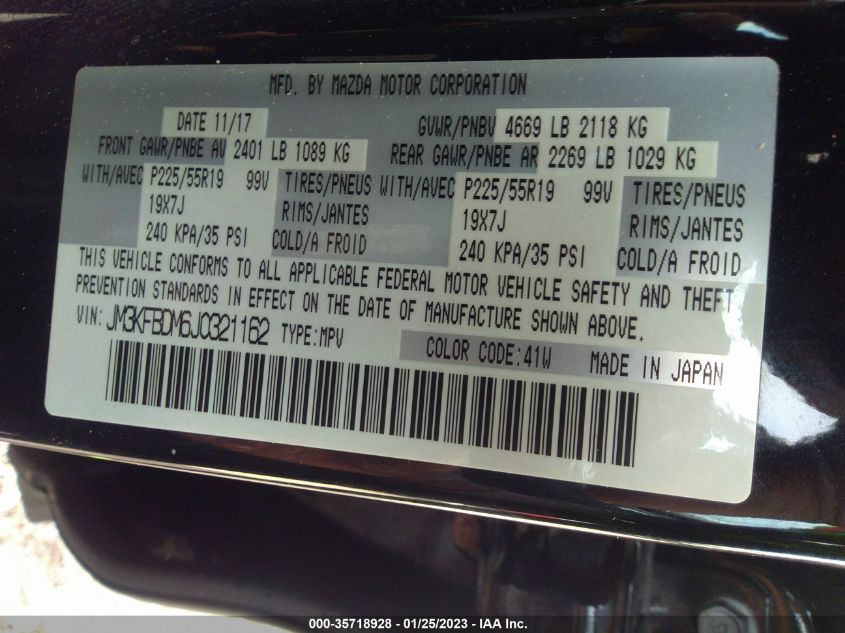 MFD. BY MAZDA MOTOR CORPORATION
DATE 11/17 GVWR/PNBV 4669 LB 2118 KG
FRONT GAWR/PNBE AV 2401 LB 1089 KG REAR GAWR/PNBE AR 2269 LB 1029 KG
WITH/AVEC P225/55R19 99V TIRES/PNEUS WITH/AVEC P225/55R19 99V TIRES/PNEUS
19X7J RIMS/JANTES 19X7J RIMS/JANTES
240 KPA/35 PSI COLD/A FROID 240 KPA/35 PSI COLD/A FROID
THIS VEHICLE CONFORMS TO ALL APPLICABLE FEDERAL MOTOR VEHICLE SAFETY AND THEFT
PREVENTION STANDARDS IN EFFECT ON THE DATE OF MANUFACTURE SHOWN ABOVE.
VIN: JM3KFBDM6J0321162 TYPE:MPV COLOR CODE:41W MADE IN JAPAN
000-35718928 - 01/25/2023 - IAA Inc.